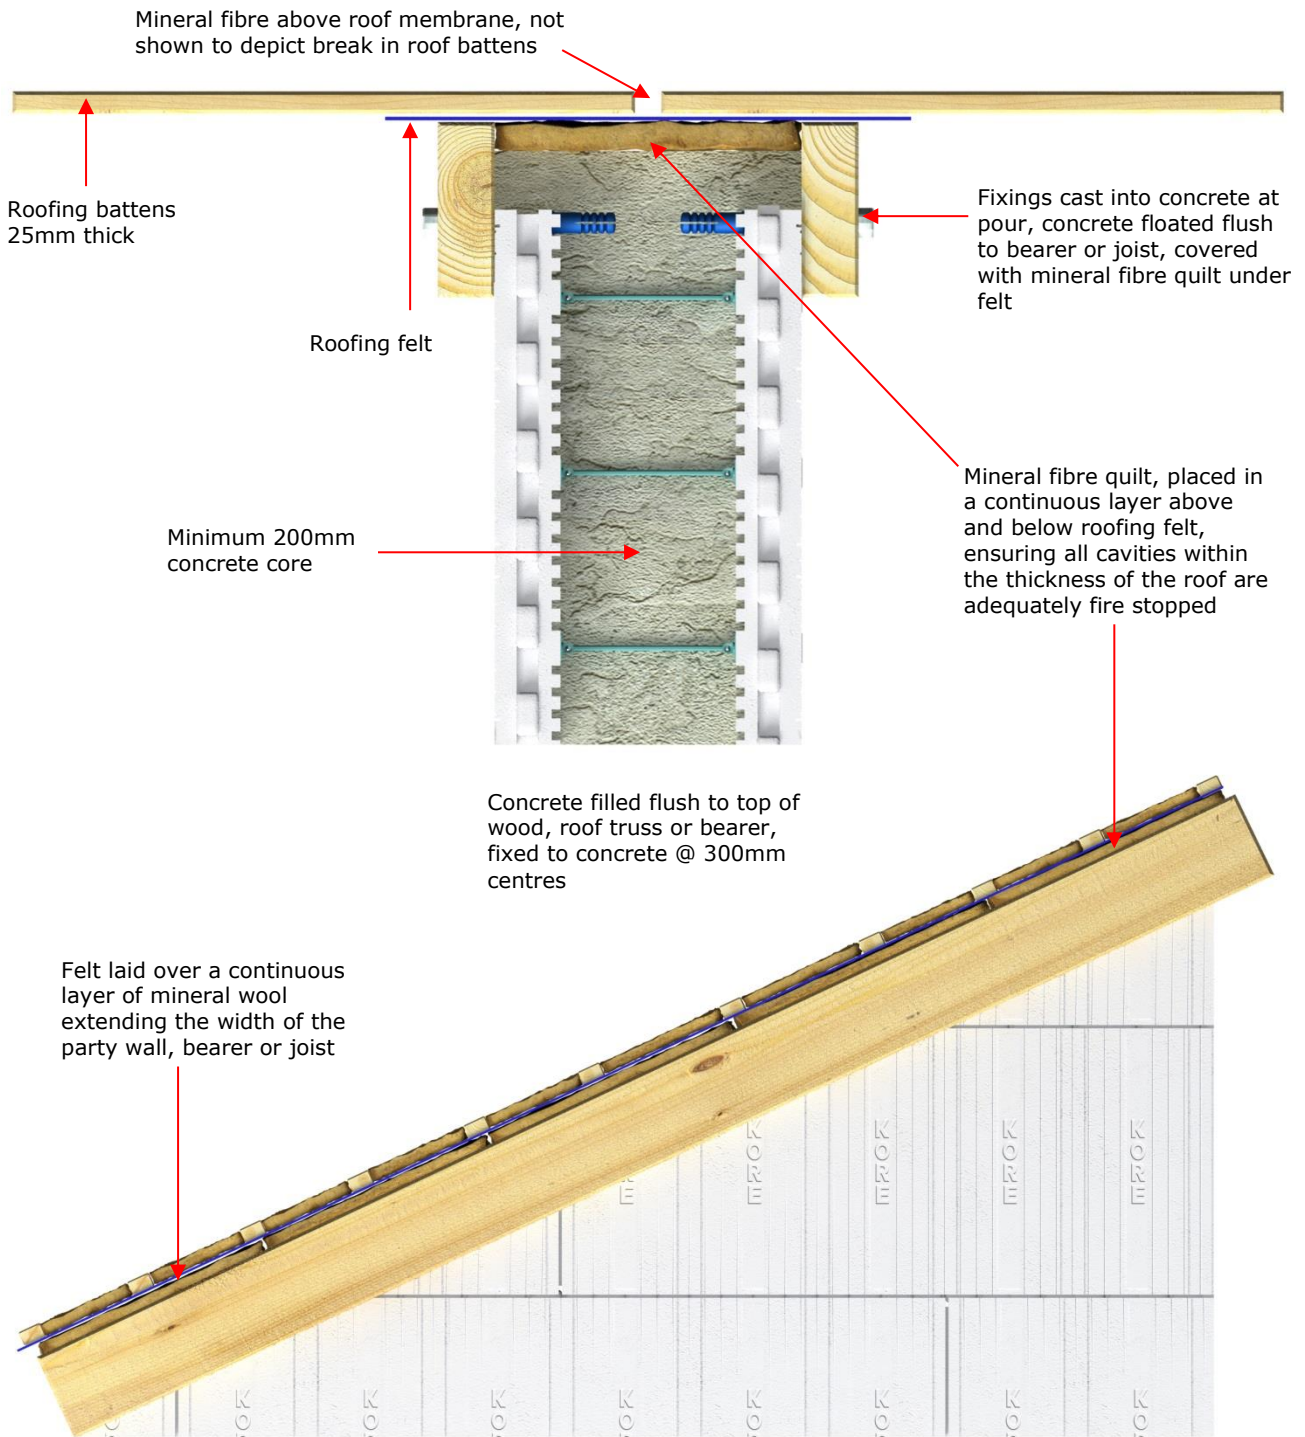 Mineral fibre above roof membrane, not
shown to depict break in roof battens
Roofing battens
25mm thick
Fixings cast into concrete at
pour, concrete floated flush
to bearer or joist, covered
with mineral fibre quilt under
felt
Roofing felt
Mineral fibre quilt, placed in
a continuous layer above
and below roofing felt,
ensuring all cavities within
the thickness of the roof are
adequately fire stopped
Minimum 200mm
concrete core
Concrete filled flush to top of
wood, roof truss or bearer,
fixed to concrete @ 300mm
centres
Felt laid over a continuous
layer of mineral wool
extending the width of the
party wall, bearer or joist
KORE
KORE
KORE
KORE